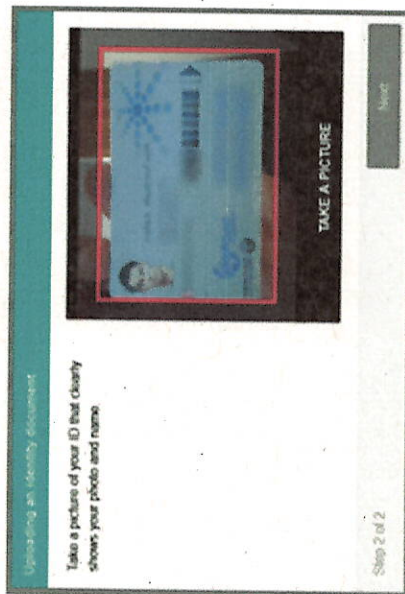 Uploading an identity document
Take a picture of your ID that clearly
shows your photo and name.
TAKE A PICTURE
Step 2 of 2
Next